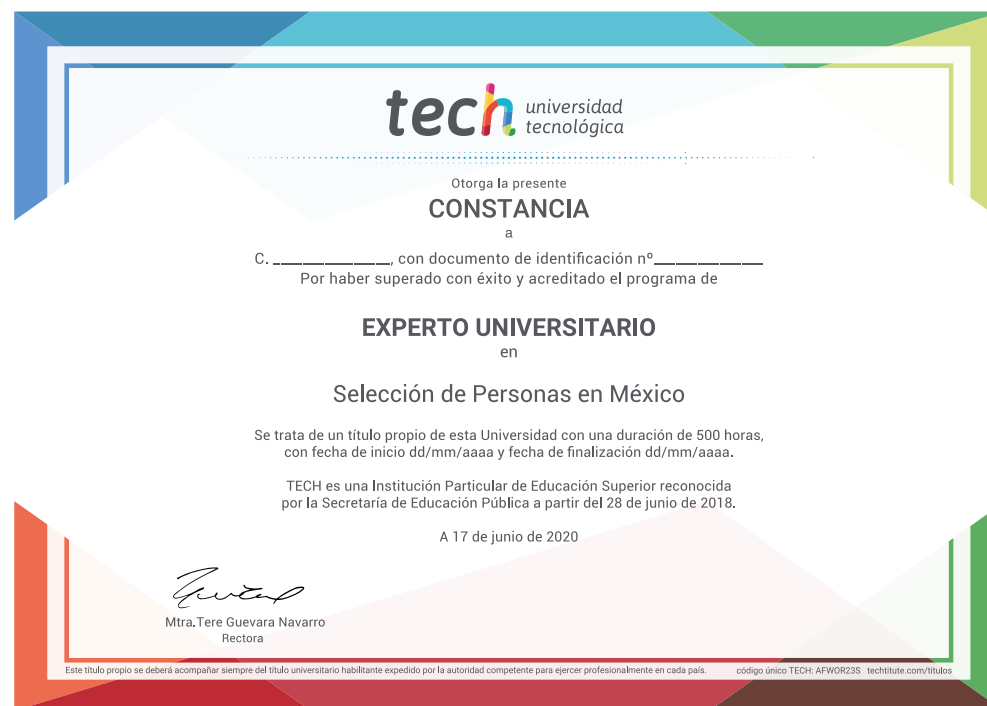 tech universidad
tecnológica
Otorga la presente
CONSTANCIA
a
C. ______________, con documento de identificación nº_____________
Por haber superado con éxito y acreditado el programa de
EXPERTO UNIVERSITARIO
en
Selección de Personas en México
Se trata de un título propio de esta Universidad con una duración de 500 horas,
con fecha de inicio dd/mm/aaaa y fecha de finalización dd/mm/aaaa.
TECH es una Institución Particular de Educación Superior reconocida
por la Secretaría de Educación Pública a partir del 28 de junio de 2018.
A 17 de junio de 2020
Mtra.Tere Guevara Navarro
Rectora
Este título propio se deberá acompañar siempre del título universitario habilitante expedido por la autoridad competente para ejercer profesionalmente en cada país. código único TECH: AFWOR23S techtitute.com/titulos